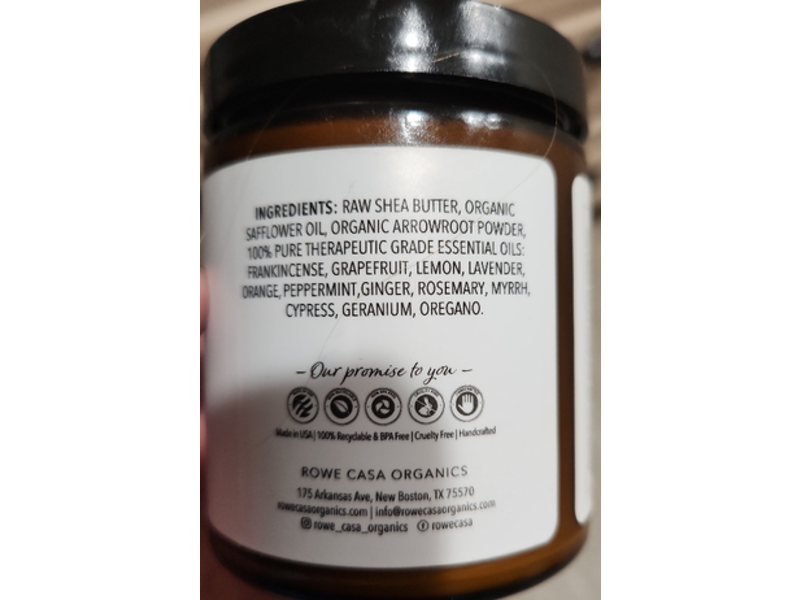 INGREDIENTS: RAW SHEA BUTTER, ORGANIC
SAFFLOWER OIL, ORGANIC ARROWROOT POWDER,
100% PURE THERAPEUTIC GRADE ESSENTIAL OILS:
FRANKINCENSE, GRAPEFRUIT, LEMON, LAVENDER,
ORANGE, PEPPERMINT,GINGER, ROSEMARY, MYRRH,
CYPRESS, GERANIUM, OREGANO.
– Our promise to you –
Made in USA | 100% Recyclable & BPA Free | Cruelty Free | Handcrafted
ROWE CASA ORGANICS
175 Arkansas Ave, New Boston, TX 75570
rowecasaorganics.com | info@rowecasaorganics.com
rowe_casa_organics rowecasa